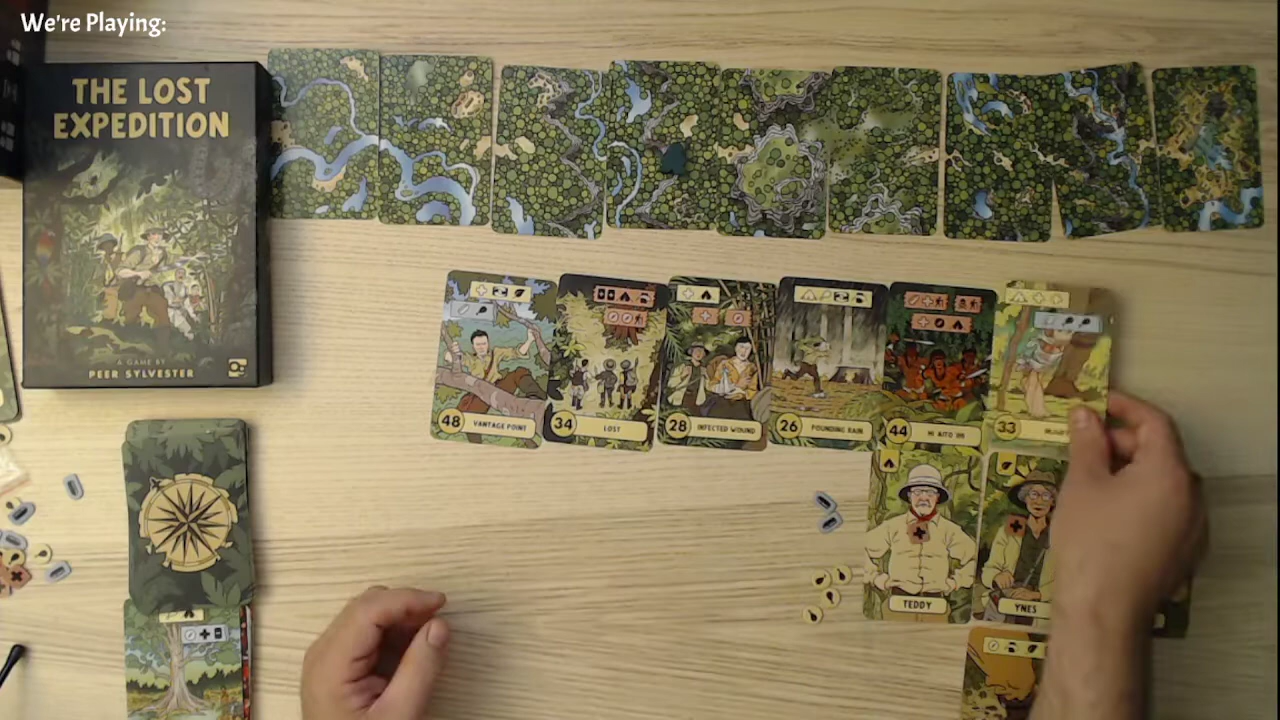 We're Playing:
THE LOST
EXPEDITION
A GAME BY
PEER SYLVESTER
48 VANTAGE POINT
34 LOST
28 INFECTED WOUND
26 POUNDING RAIN
44
33
TEDDY
YNES